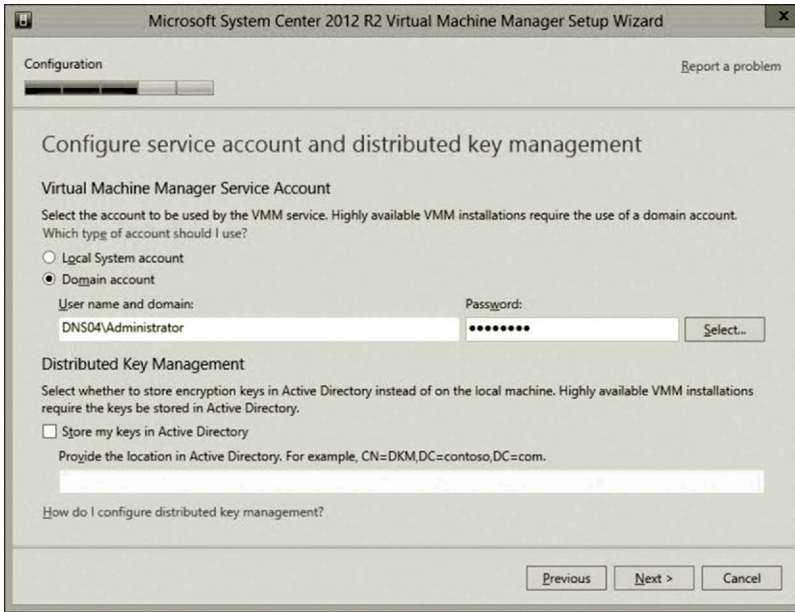 Microsoft System Center 2012 R2 Virtual Machine Manager Setup Wizard
x
Configuration
Report a problem
Configure service account and distributed key management
Virtual Machine Manager Service Account
Select the account to be used by the VMM service. Highly available VMM installations require the use of a domain account.
Which type of account should I use?
Local System account
Domain account
User name and domain:
Password:
DNS04\Administrator
●●●●●●●●
Select...
Distributed Key Management
Select whether to store encryption keys in Active Directory instead of on the local machine. Highly available VMM installations
require the keys be stored in Active Directory.
Store my keys in Active Directory
Provide the location in Active Directory. For example, CN=DKM,DC=contoso,DC=com.
How do I configure distributed key management?
Previous
Next >
Cancel